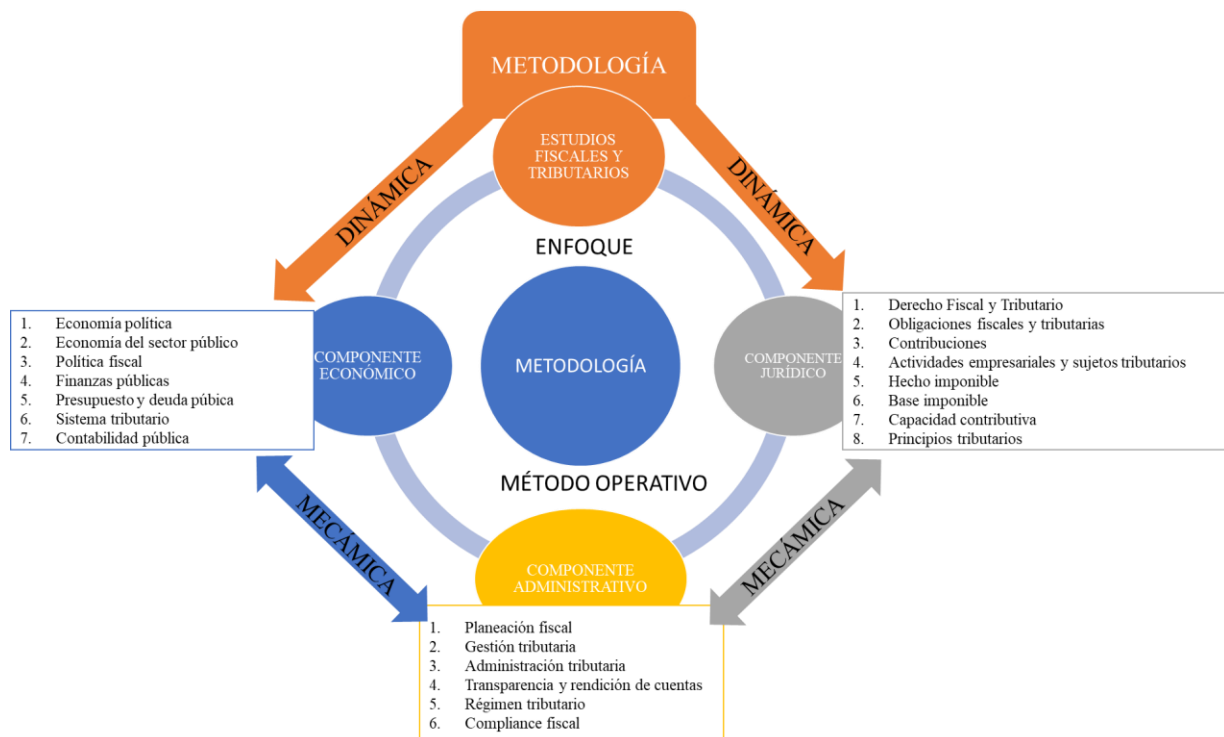 METODOLOGÍA
ESTUDIOS
FISCALES Y
TRIBUTARIOS
DINÁMICA
DINÁMICA
ENFOQUE
1. Economía política
2. Economía del sector público
3. Política fiscal
4. Finanzas públicas
5. Presupuesto y deuda púbica
6. Sistema tributario
7. Contabilidad pública
COMPONENTE
ECONÓMICO
METODOLOGÍA
COMPONENTE
JURÍDICO
1. Derecho Fiscal y Tributario
2. Obligaciones fiscales y tributarias
3. Contribuciones
4. Actividades empresariales y sujetos tributarios
5. Hecho imponible
6. Base imponible
7. Capacidad contributiva
8. Principios tributarios
MÉTODO OPERATIVO
MECÁMICA
MECÁMICA
COMPONENTE
ADMINISTRATIVO
1. Planeación fiscal
2. Gestión tributaria
3. Administración tributaria
4. Transparencia y rendición de cuentas
5. Régimen tributario
6. Compliance fiscal